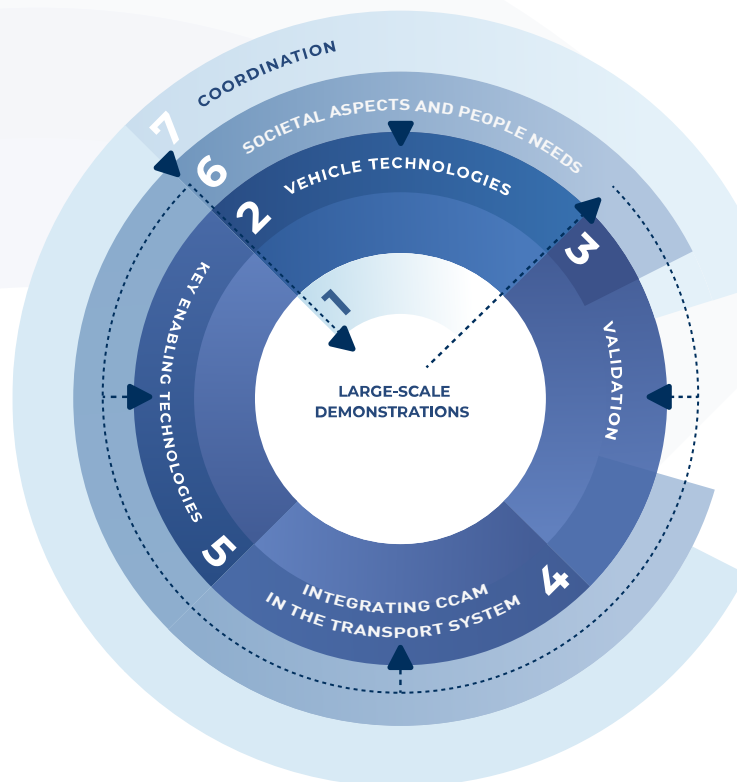 7 COORDINATION
6 SOCIETAL ASPECTS AND PEOPLE NEEDS
2 VEHICLE TECHNOLOGIES
3 VALIDATION
1
LARGE-SCALE
DEMONSTRATIONS
5 KEY ENABLING TECHNOLOGIES
4
INTEGRATING CCAM
IN THE TRANSPORT SYSTEM